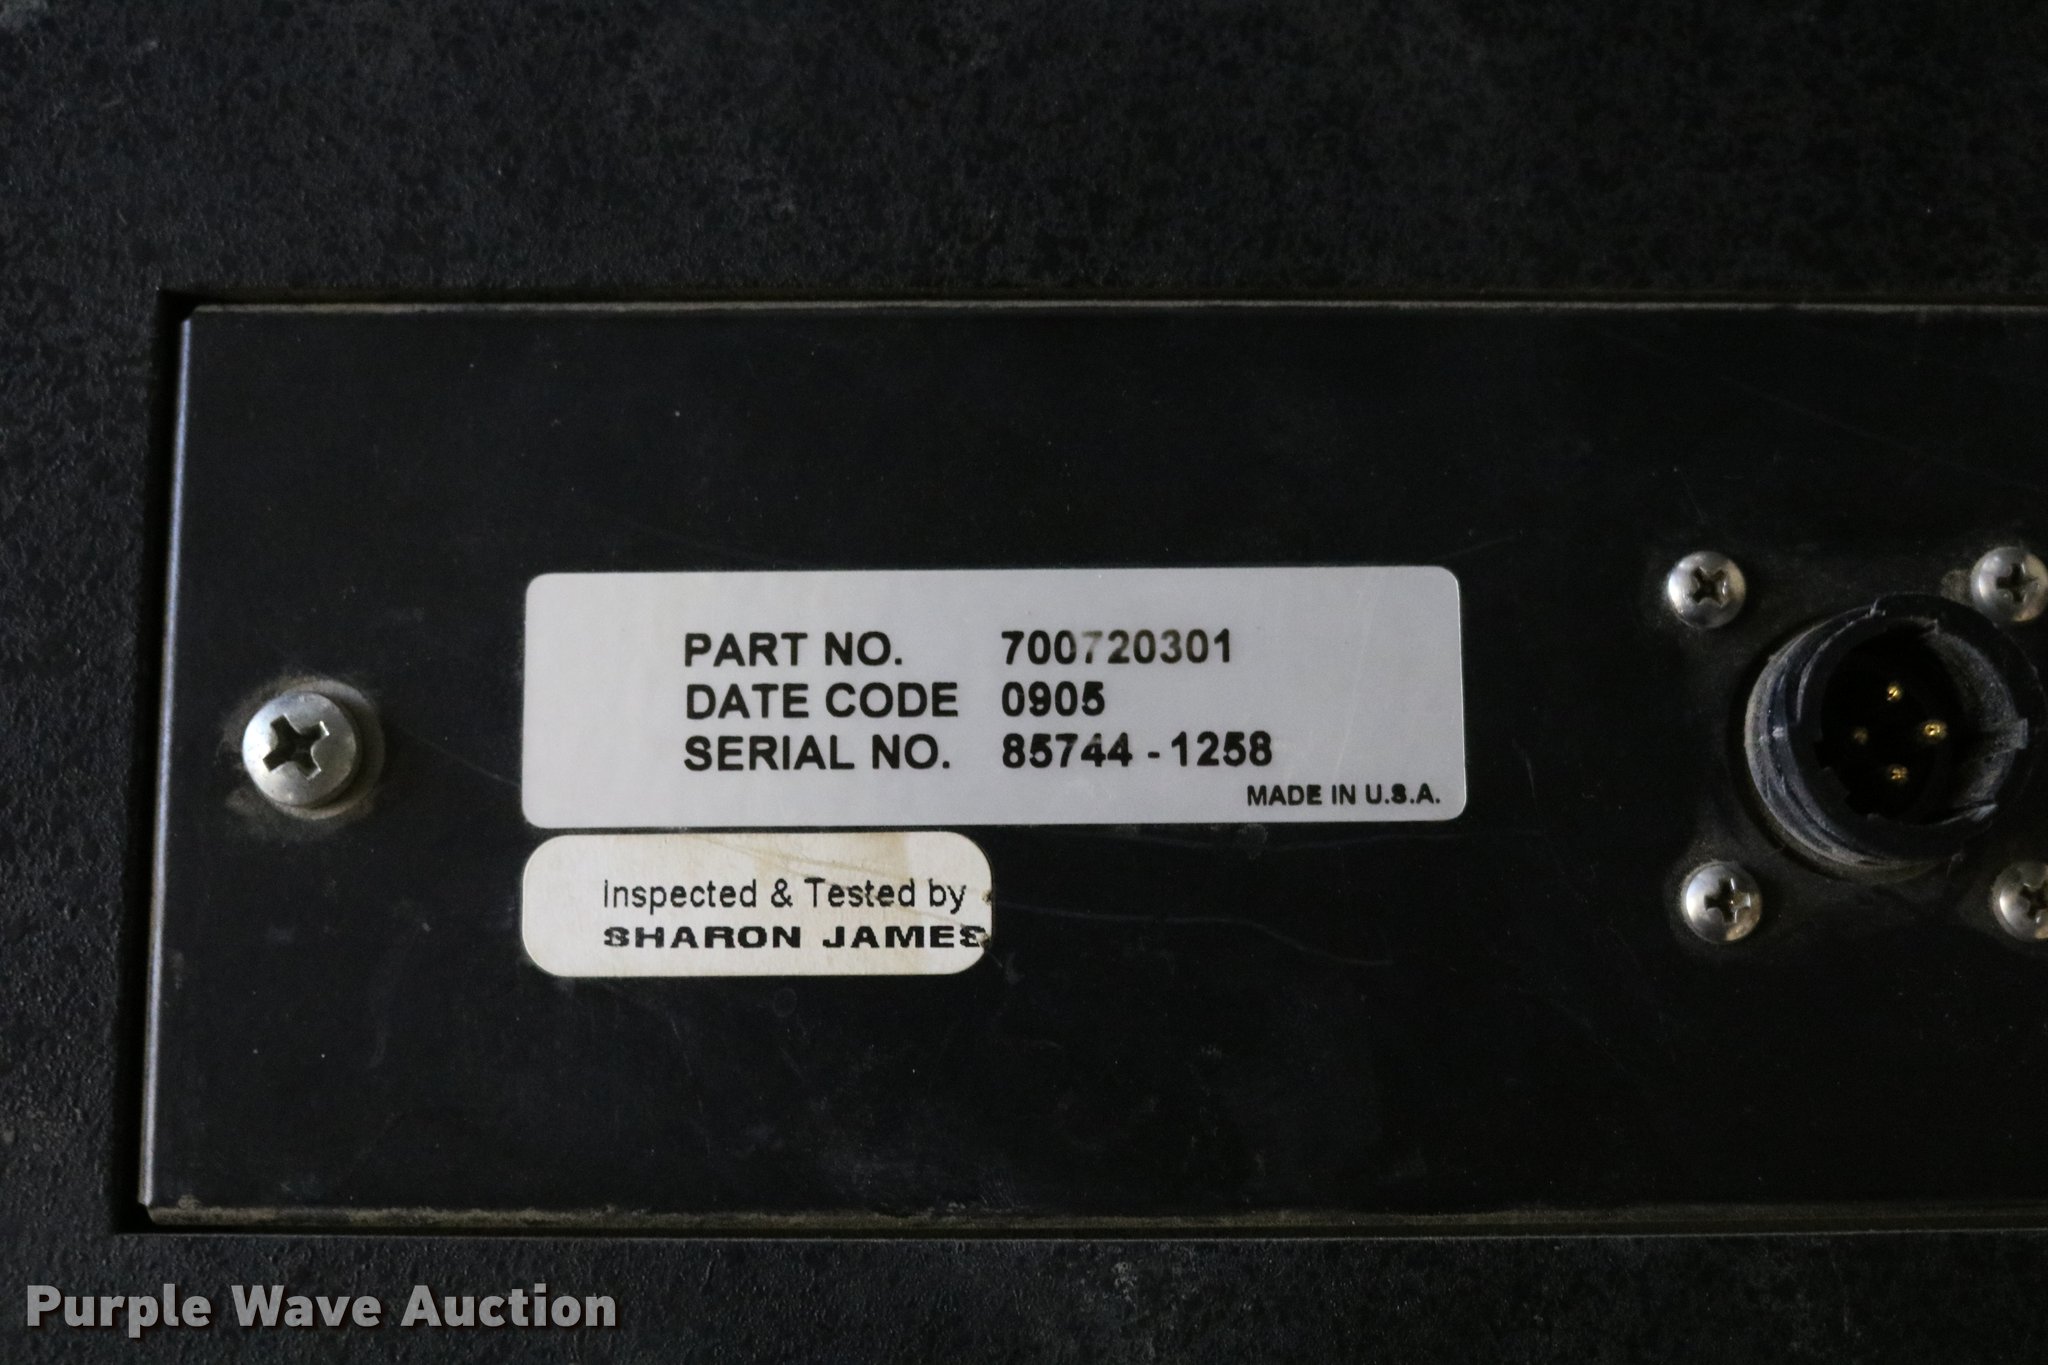 PART NO. 700720301
DATE CODE 0905
SERIAL NO. 85744 - 1258
MADE IN U.S.A.
Inspected & Tested by
SHARON JAMES
Purple Wave Auction